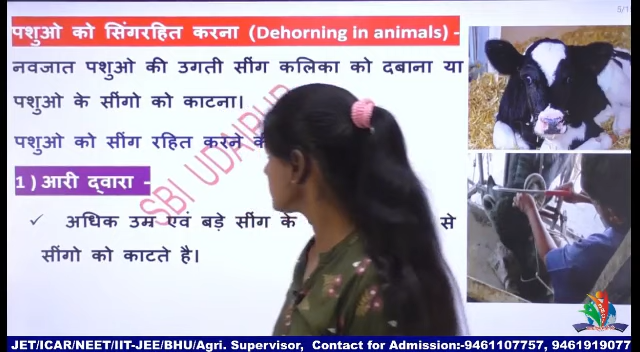 5/1
पशुओ को सिंगरहित करना (Dehorning in animals) -
नवजात पशुओ की उगती सींग कलिका को दबाना या
पशुओ के सींगो को काटना।
पशुओ को सींग रहित करने
1) आरी द्वारा -
✓ अधिक उम्र एवं बड़े सींग के से
सींगो को काटते है।
SBI UDAIPUR
JET/ICAR/NEET/IIT-JEE/BHU/Agri. Supervisor, Contact for Admission:-9461107757, 9461919077